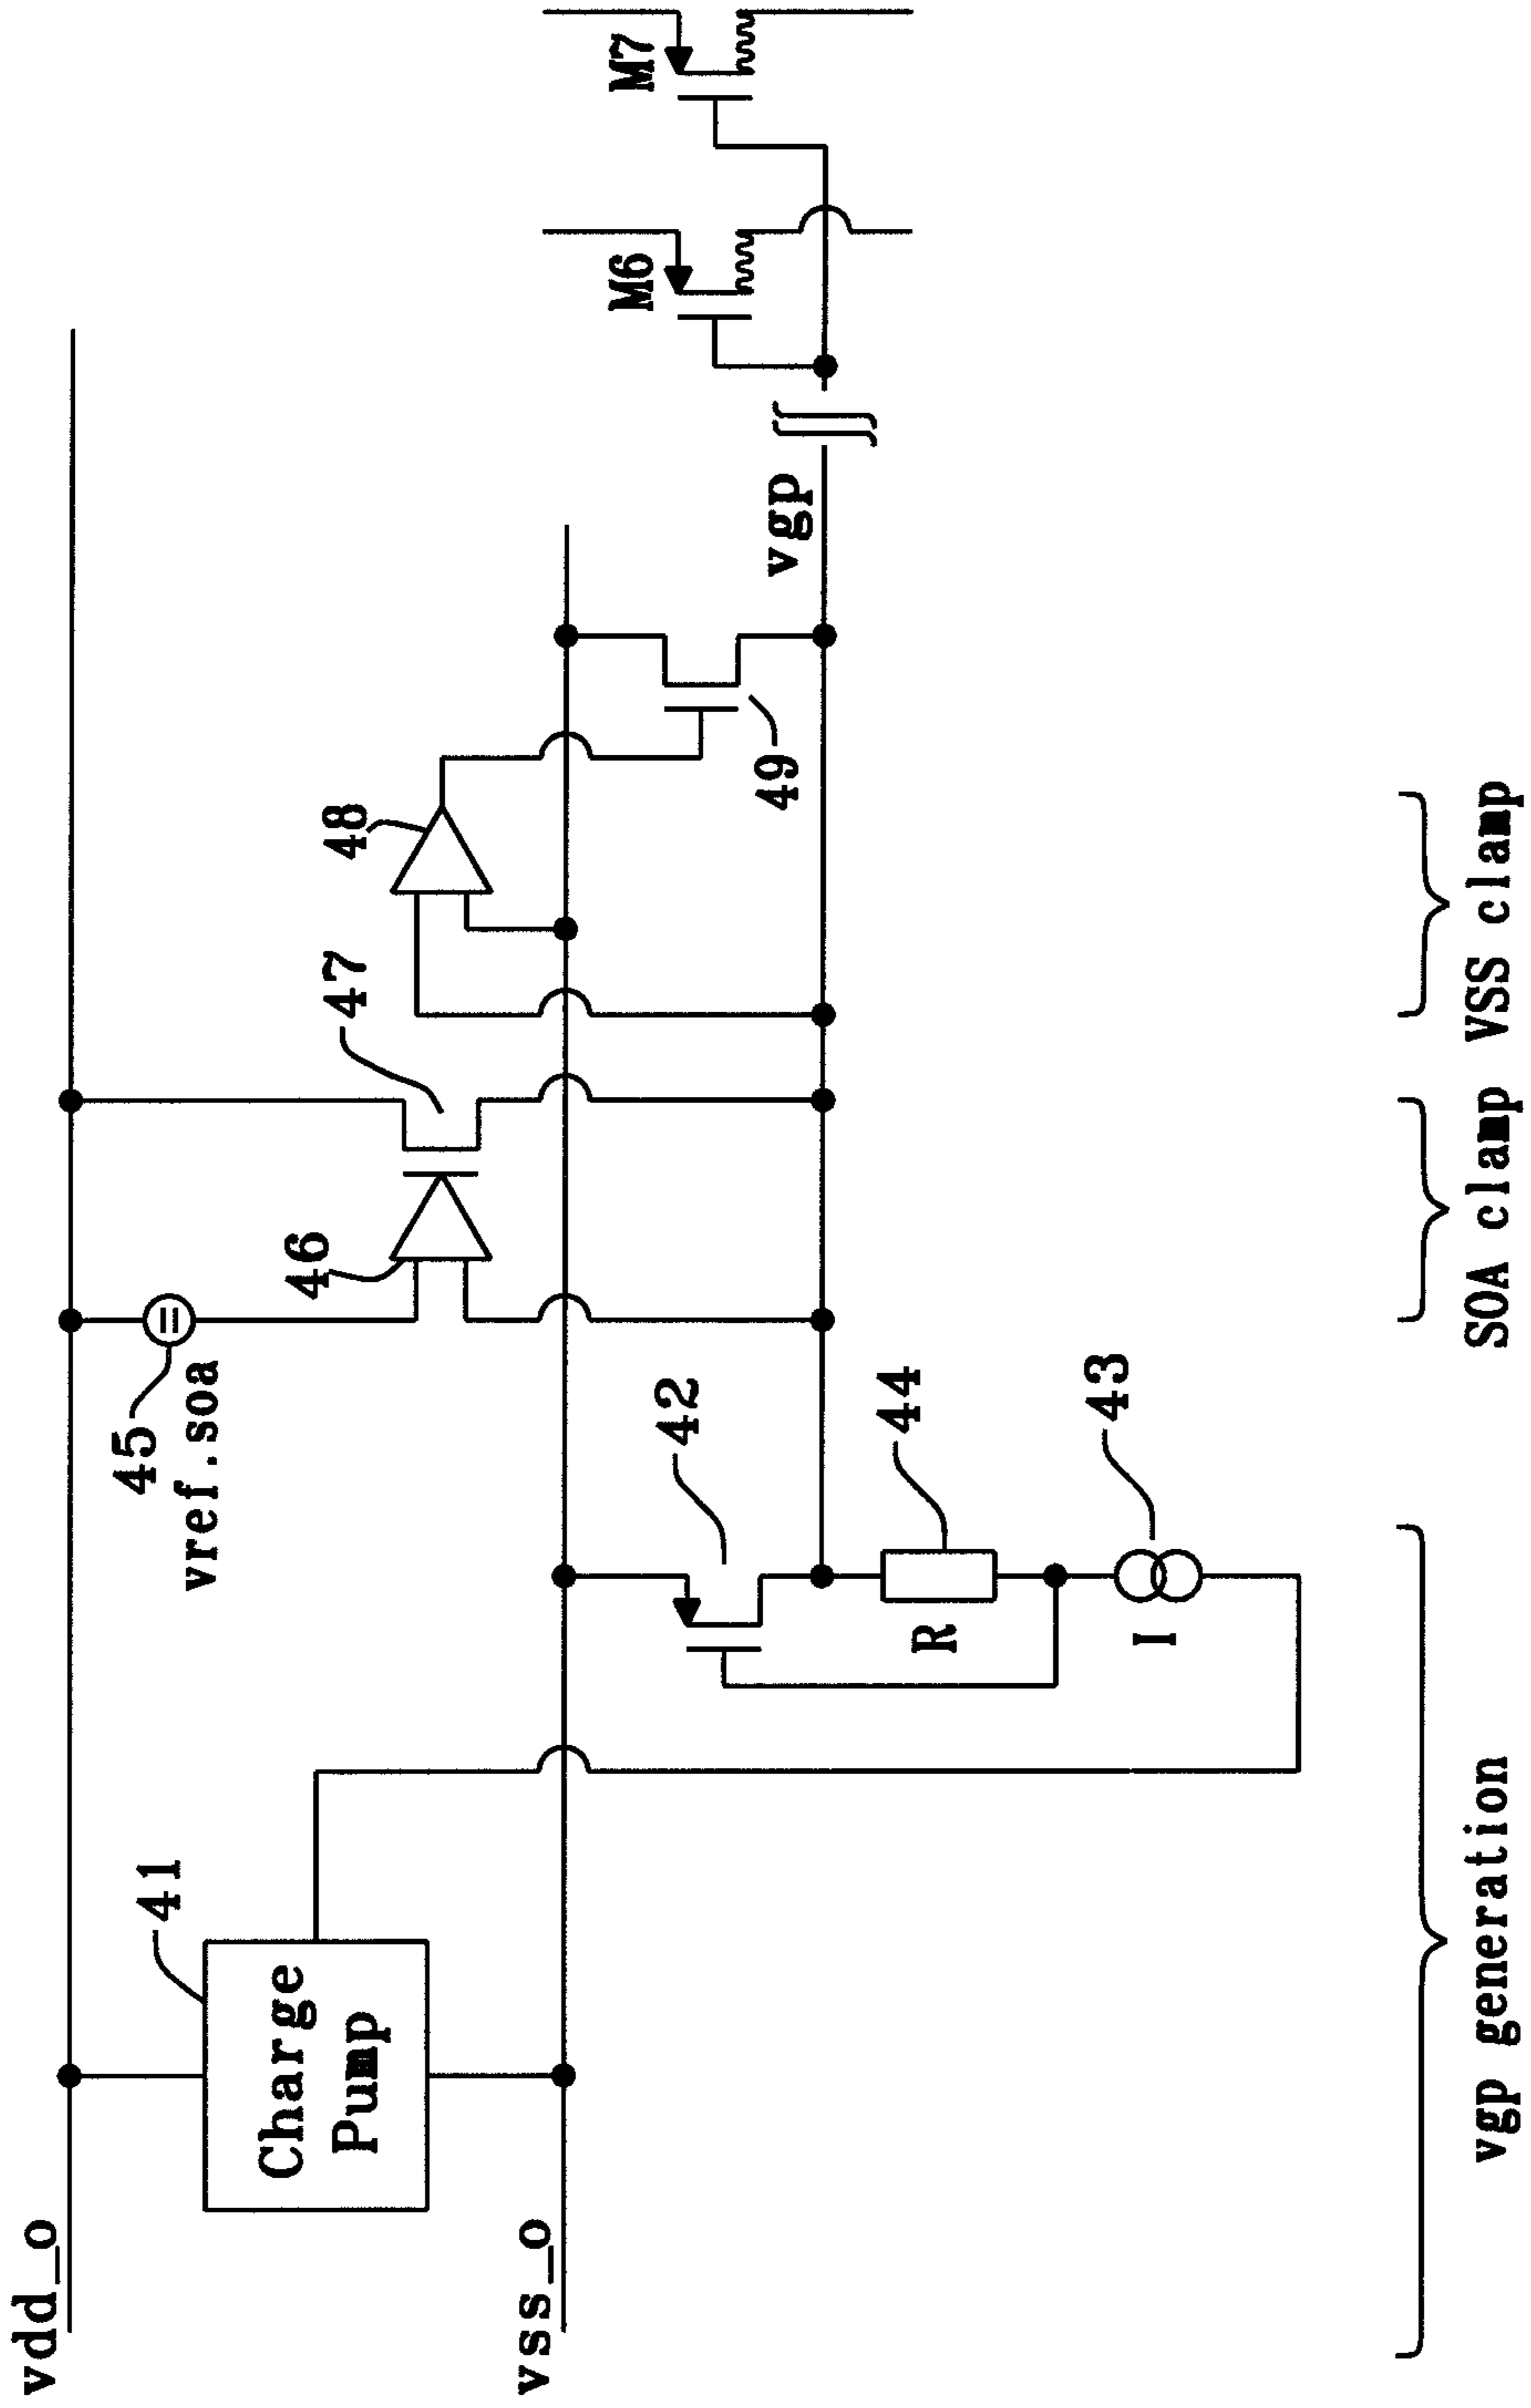 vdd_o
41
Charge
Pump
vss_o
45
vref.soa
46
47
48
42
44
R
43
I
49
vgp
M6
M7
vgp generation
SOA clamp
VSS clamp